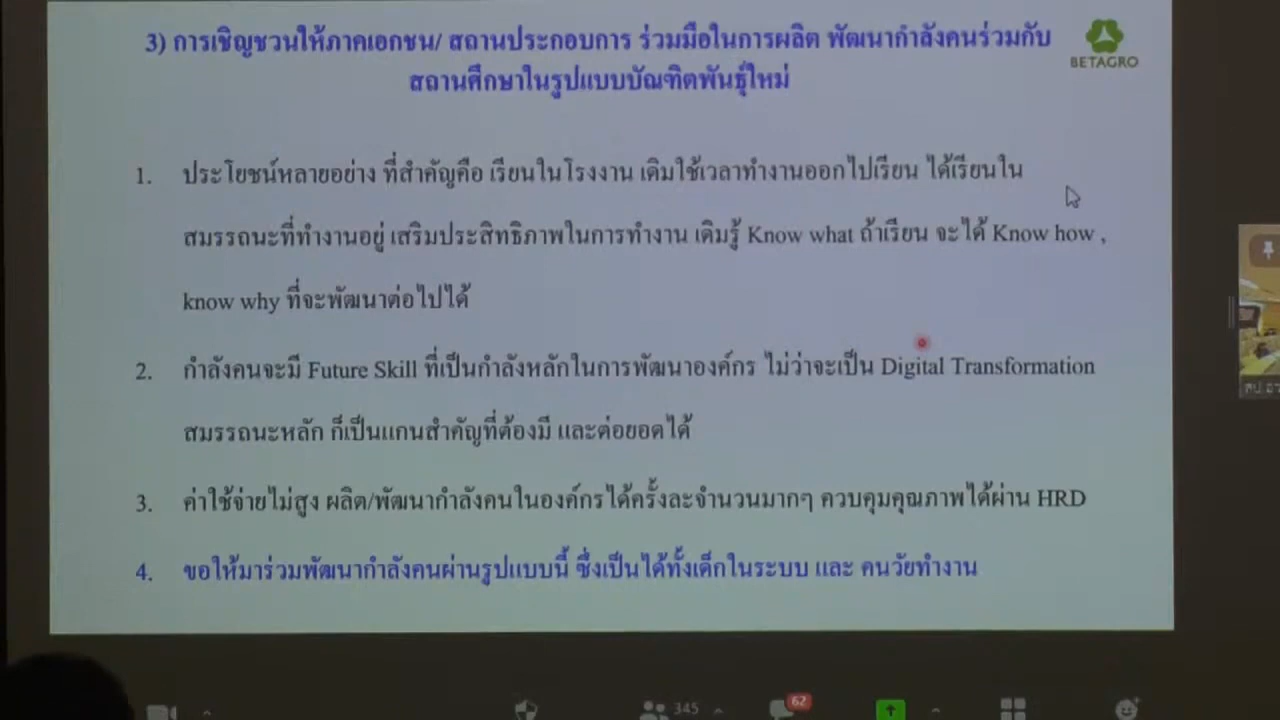 3) การเชิญชวนให้ภาคเอกชน/ สถานประกอบการ ร่วมมือในการผลิต พัฒนากำลังคนร่วมกับ
สถานศึกษาในรูปแบบบัณฑิตพันธุ์ใหม่
BETAGRO
1. ประโยชน์หลายอย่าง ที่สำคัญคือ เรียนในโรงงาน เดิมใช้เวลาทำงานออกไปเรียน ได้เรียนใน
สมรรถนะที่ทำงานอยู่ เสริมประสิทธิภาพในการทำงาน เดิมรู้ Know what ถ้าเรียน จะได้ Know how ,
know why ที่จะพัฒนาต่อไปได้
2. กำลังคนจะมี Future Skill ที่เป็นกำลังหลักในการพัฒนาองค์กร ไม่ว่าจะเป็น Digital Transformation
สมรรถนะหลัก ก็เป็นแกนสำคัญที่ต้องมี และต่อยอดได้
3. ค่าใช้จ่ายไม่สูง ผลิต/พัฒนากำลังคนในองค์กรได้ครั้งละจำนวนมากๆ ควบคุมคุณภาพได้ผ่าน HRD
4. ขอให้มาร่วมพัฒนากำลังคนผ่านรูปแบบนี้ ซึ่งเป็นได้ทั้งเด็กในระบบ และ คนวัยทำงาน
345
62